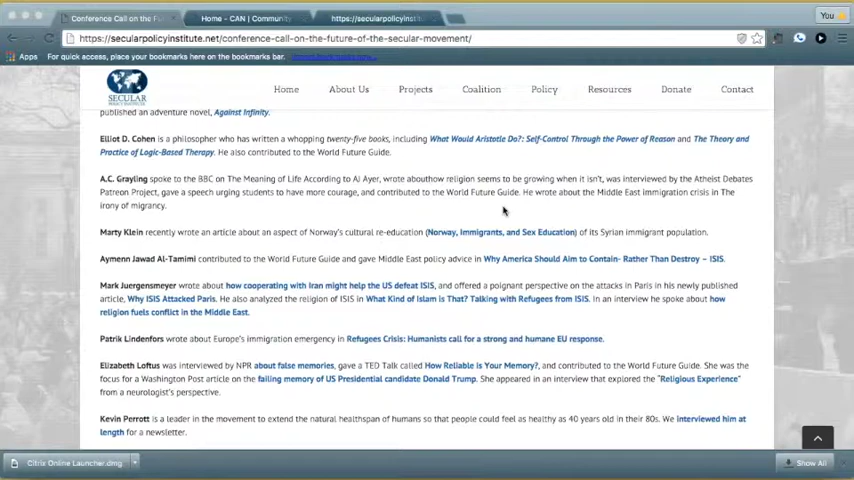 Conference Call on the Fu
Home - CAN | Community
https://secularpolicyinstitu
You
https://secularpolicyinstitute.net/conference-call-on-the-future-of-the-secular-movement/
Apps For quick access, place your bookmarks here on the bookmarks bar.
SECULAR
POLICY
INSTITUTE
Home About Us Projects Coalition Policy Resources Donate Contact
published an adventure novel, Against Infinity.
Elliot D. Cohen is a philosopher who has written a whopping twenty-five books, including What Would Aristotle Do?: Self-Control Through the Power of Reason and The Theory and
Practice of Logic-Based Therapy. He also contributed to the World Future Guide.
A.C. Grayling spoke to the BBC on The Meaning of Life According to AJ Ayer, wrote abouthow religion seems to be growing when it isn't, was interviewed by the Atheist Debates
Patreon Project, gave a speech urging students to have more courage, and contributed to the World Future Guide. He wrote about the Middle East immigration crisis in The
irony of migrancy.
Marty Klein recently wrote an article about an aspect of Norway's cultural re-education (Norway, Immigrants, and Sex Education) of its Syrian immigrant population.
Aymenn Jawad Al-Tamimi contributed to the World Future Guide and gave Middle East policy advice in Why America Should Aim to Contain- Rather Than Destroy – ISIS.
Mark Juergensmeyer wrote about how cooperating with Iran might help the US defeat ISIS, and offered a poignant perspective on the attacks in Paris in his newly published
article, Why ISIS Attacked Paris. He also analyzed the religion of ISIS in What Kind of Islam is That? Talking with Refugees from ISIS. In an interview he spoke about how
religion fuels conflict in the Middle East.
Patrik Lindenfors wrote about Europe's immigration emergency in Refugees Crisis: Humanists call for a strong and humane EU response.
Elizabeth Loftus was interviewed by NPR about false memories, gave a TED Talk called How Reliable is Your Memory?, and contributed to the World Future Guide. She was the
focus for a Washington Post article on the failing memory of US Presidential candidate Donald Trump. She appeared in an interview that explored the "Religious Experience"
from a neurologist's perspective.
Kevin Perrott is a leader in the movement to extend the natural healthspan of humans so that people could feel as healthy as 40 years old in their 80s. We interviewed him at
length for a newsletter.
Citrix Online Launcher.dmg
Show All